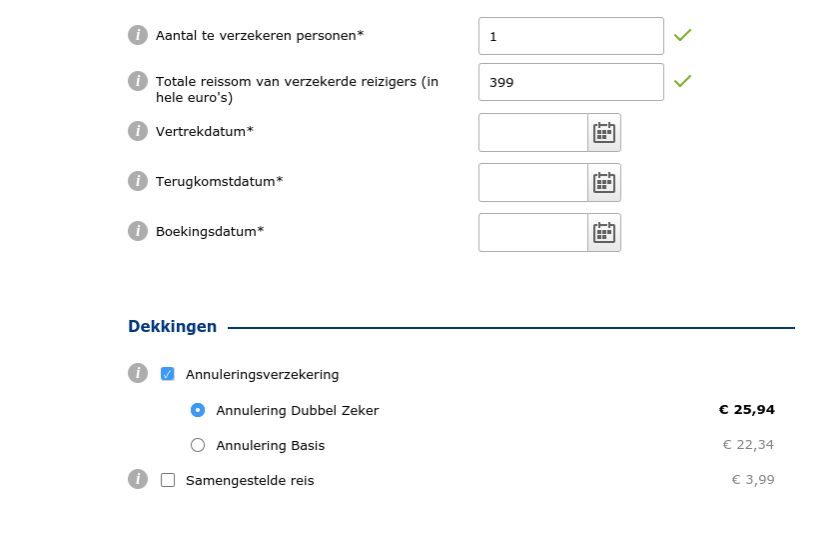 Aantal te verzekeren personen* 1
Totale reissom van verzekerde reizigers (in 399
hele euro's)
Vertrekdatum*
Terugkomstdatum*
Boekingsdatum*
Dekkingen
Annuleringsverzekering
Annulering Dubbel Zeker € 25,94
Annulering Basis € 22,34
Samengestelde reis € 3,99